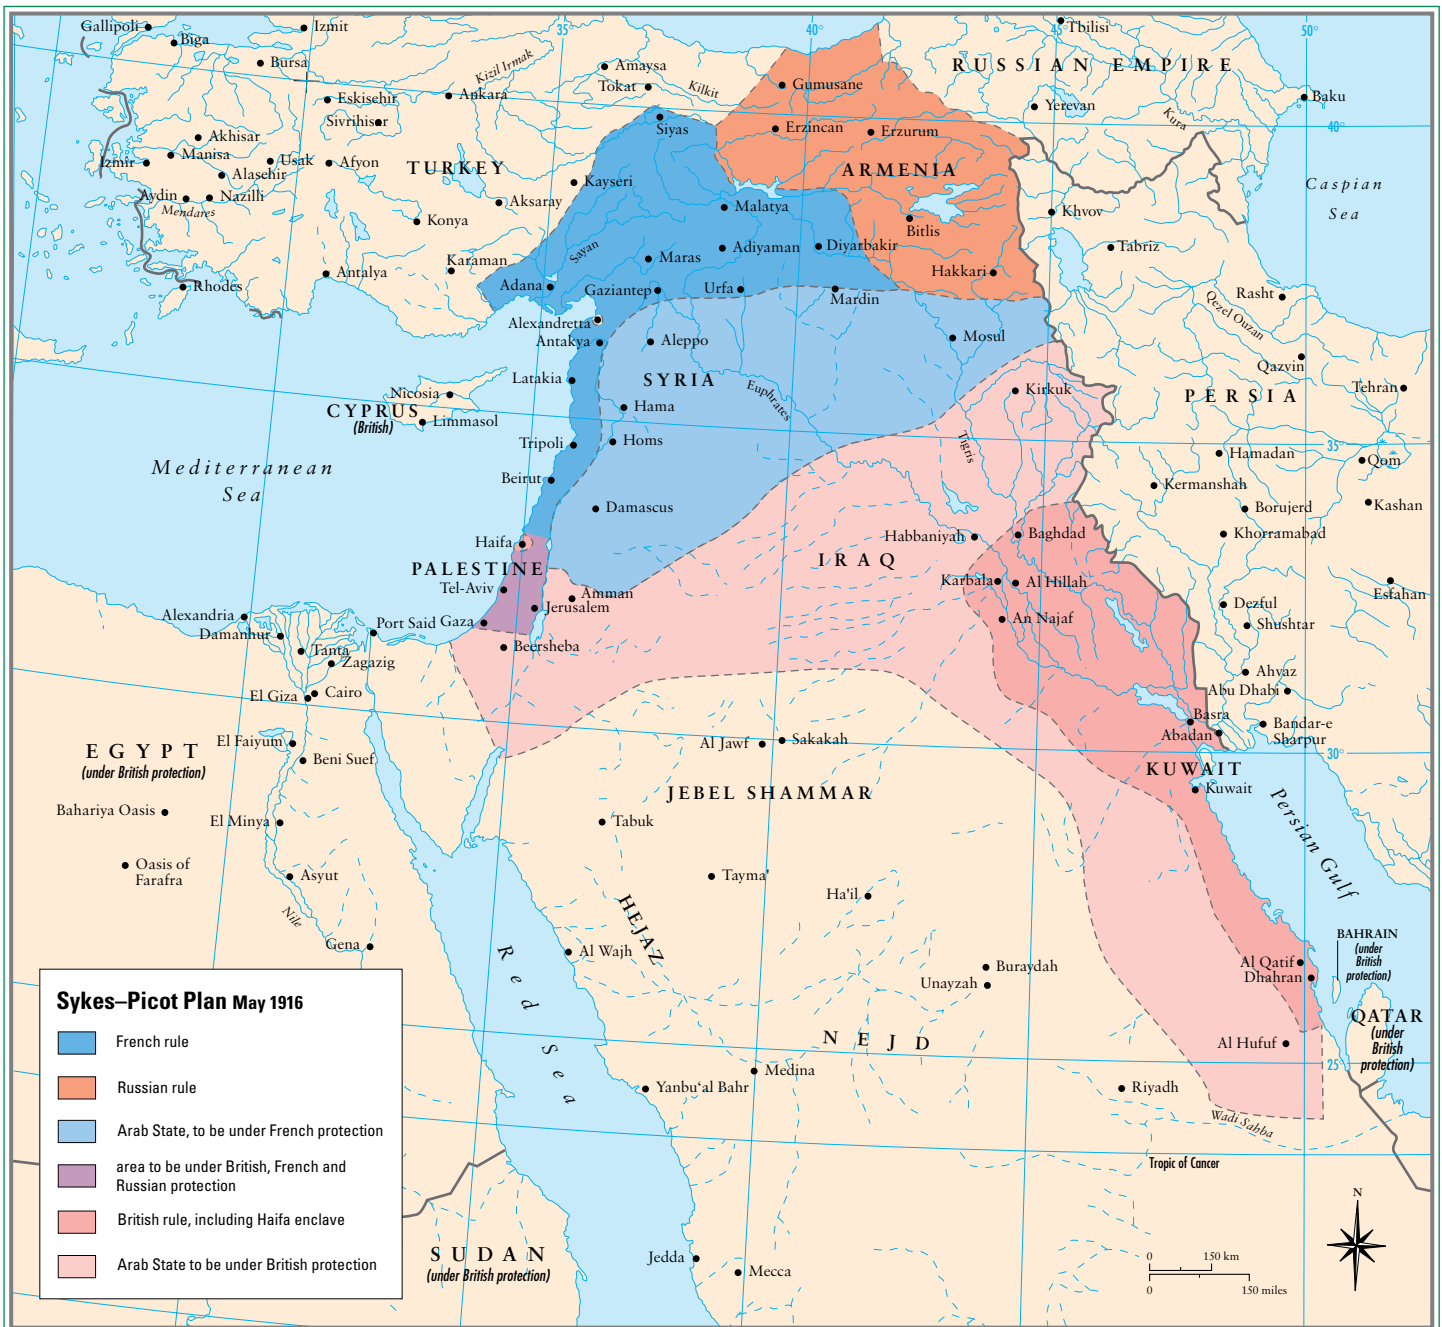 Gallipoli
Biga
Izmit
Bursa
35°
40°
45°
50°
Tbilisi
RUSSIAN EMPIRE
Amaysa
Tokat
Kizil Irmak
Kilkit
Gumusane
Eskisehir
Ankara
Sivrihisar
Siyas
Erzincan
Erzurum
Yerevan
Kura
Baku
40°
Akhisar
Manisa
Izmir
Usak
Afyon
Alasehir
TURKEY
ARMENIA
Aydin
Nazilli
Mendares
Kayseri
Aksaray
Konya
Malatya
Bitlis
Khvov
Caspian
Sea
Karaman
Antalya
Rhodes
Sayan
Maras
Adiyaman
Diyarbakir
Hakkari
Tabriz
Adana
Gaziantep
Urfa
Mardin
Rasht
Qezel Ouzan
Alexandretta
Antakya
Aleppo
Mosul
Qazvin
Latakia
SYRIA
Euphrates
Kirkuk
Tehran
PERSIA
Nicosia
CYPRUS
(British)
Limmasol
Hama
Homs
Tripoli
Tigris
35°
Hamadan
Qom
Mediterranean
Sea
Beirut
Damascus
Kermanshah
Borujerd
Kashan
Khorramabad
Haifa
PALESTINE
Tel-Aviv
Amman
Jerusalem
Habbaniyah
Baghdad
IRAQ
Karbala
Al Hillah
An Najaf
Esfahan
Dezful
Shushtar
Alexandria
Damanhur
Port Said
Gaza
Beersheba
Tanta
Zagazig
Cairo
El Giza
Ahvaz
Abu Dhabi
Basra
Abadan
Bandar-e
Sharpur
EGYPT
(under British protection)
El Faiyum
Beni Suef
Al Jawf
Sakakah
30°
KUWAIT
Kuwait
JEBEL SHAMMAR
Persian Gulf
Bahariya Oasis
El Minya
Tabuk
Oasis of
Farafra
Asyut
Tayma'
Ha'il
Nile
HEJAZ
Gena
Al Wajh
Red Sea
Buraydah
Unayzah
BAHRAIN
(under
British
protection)
Al Qatif
Dhahran
QATAR
(under
British
protection)
NEJD
Al Hufuf
25°
Medina
Yanbu'al Bahr
Riyadh
Wadi Sahba
Tropic of Cancer
SUDAN
(under British protection)
Jedda
Mecca
N
0 150 km
0 150 miles
Sykes–Picot Plan May 1916
French rule
Russian rule
Arab State, to be under French protection
area to be under British, French and
Russian protection
British rule, including Haifa enclave
Arab State to be under British protection